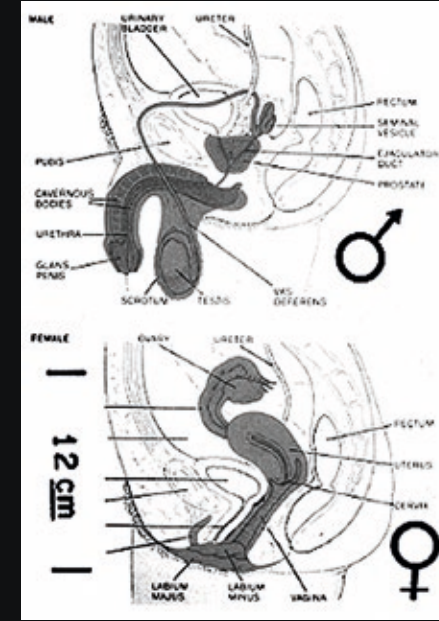 MALE
URINARY
BLADDER
URETER
RECTUM
SEMINAL
VESICLE
EJACULATORY
DUCT
PROSTATE
PUBIS
CAVERNOUS
BODIES
URETHRA
GLANS
PENIS
SCROTUM
TESTIS
VAS
DEFERENS
FEMALE
OVARY
URETER
RECTUM
UTERUS
CERVIX
12 cm
LABIUM
MAJUS
LABIUM
MINUS
VAGINA